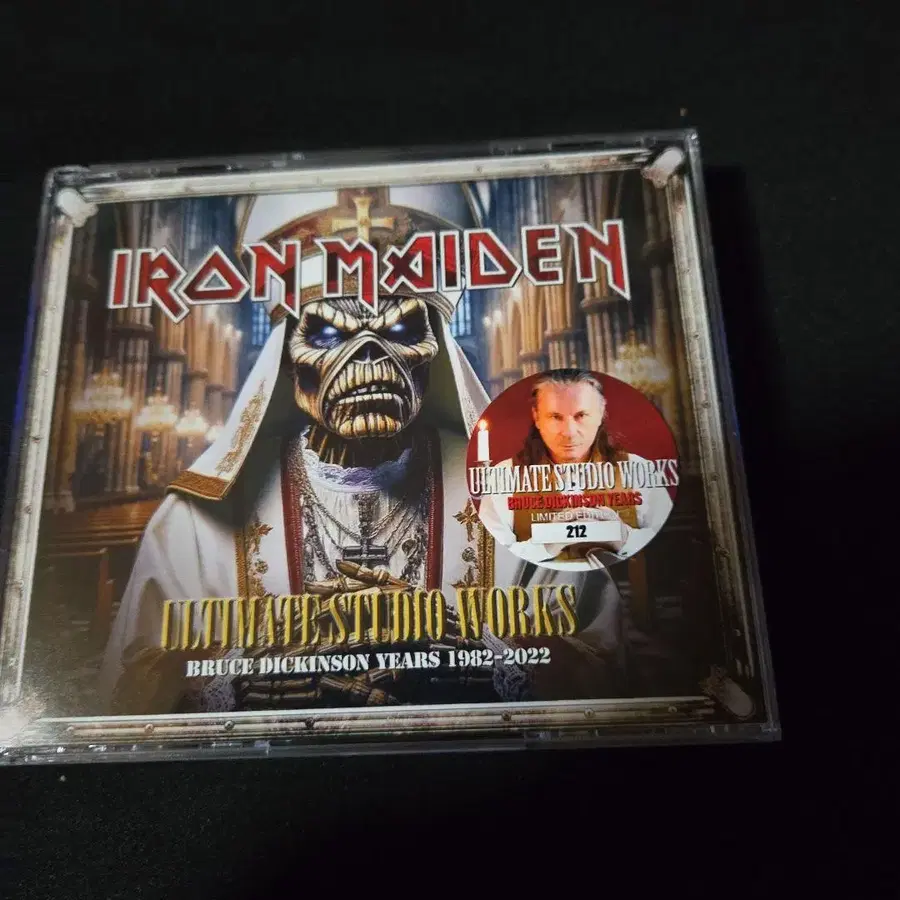 IRON MAIDEN
ULTIMATE STUDIO WORKS
BRUCE DICKINSON YEARS
LIMITED EDITION
212
ULTIMATE STUDIO WORKS
BRUCE DICKINSON YEARS 1982-2022